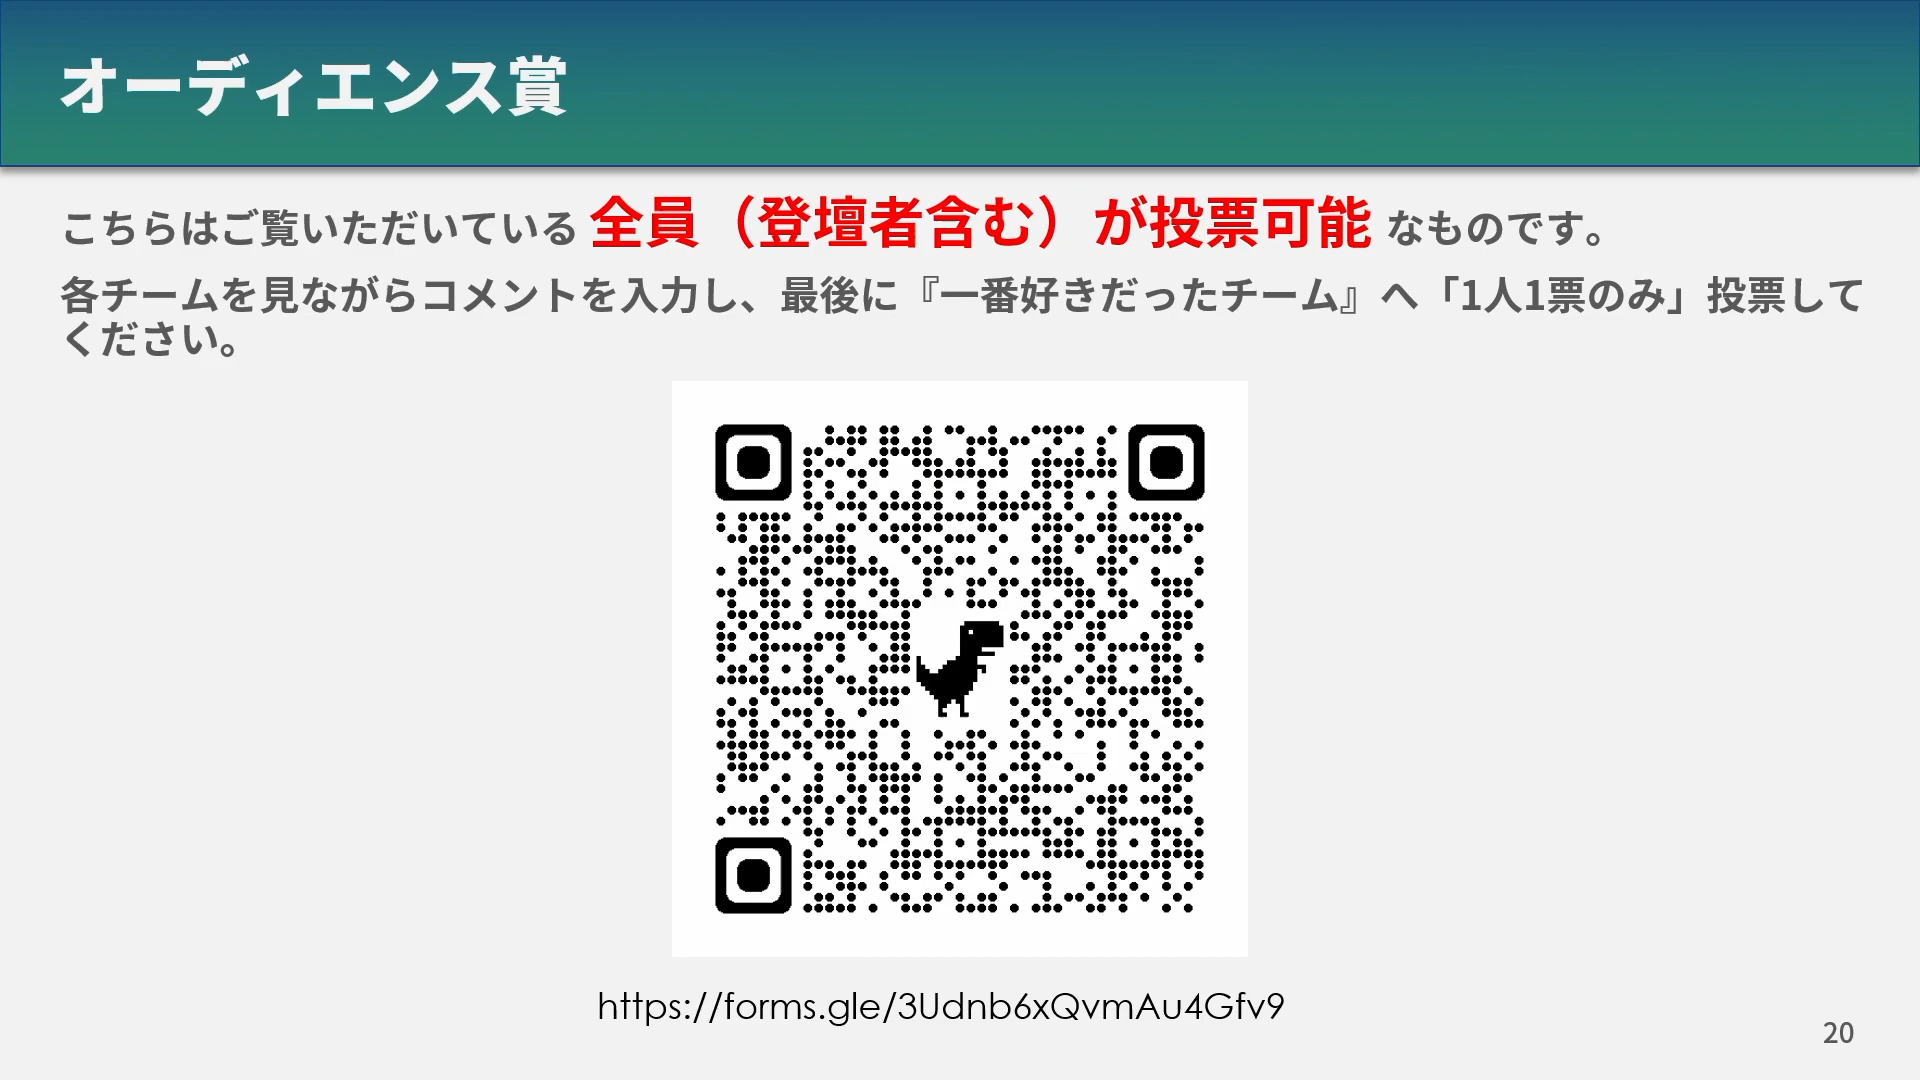 オーディエンス賞
こちらはご覧いただいている 全員（登壇者含む）が投票可能 なものです。
各チームを見ながらコメントを入力し、最後に『一番好きだったチーム』へ「1人1票のみ」投票して
ください。
https://forms.gle/3Udnb6xQvmAu4Gfv9
20